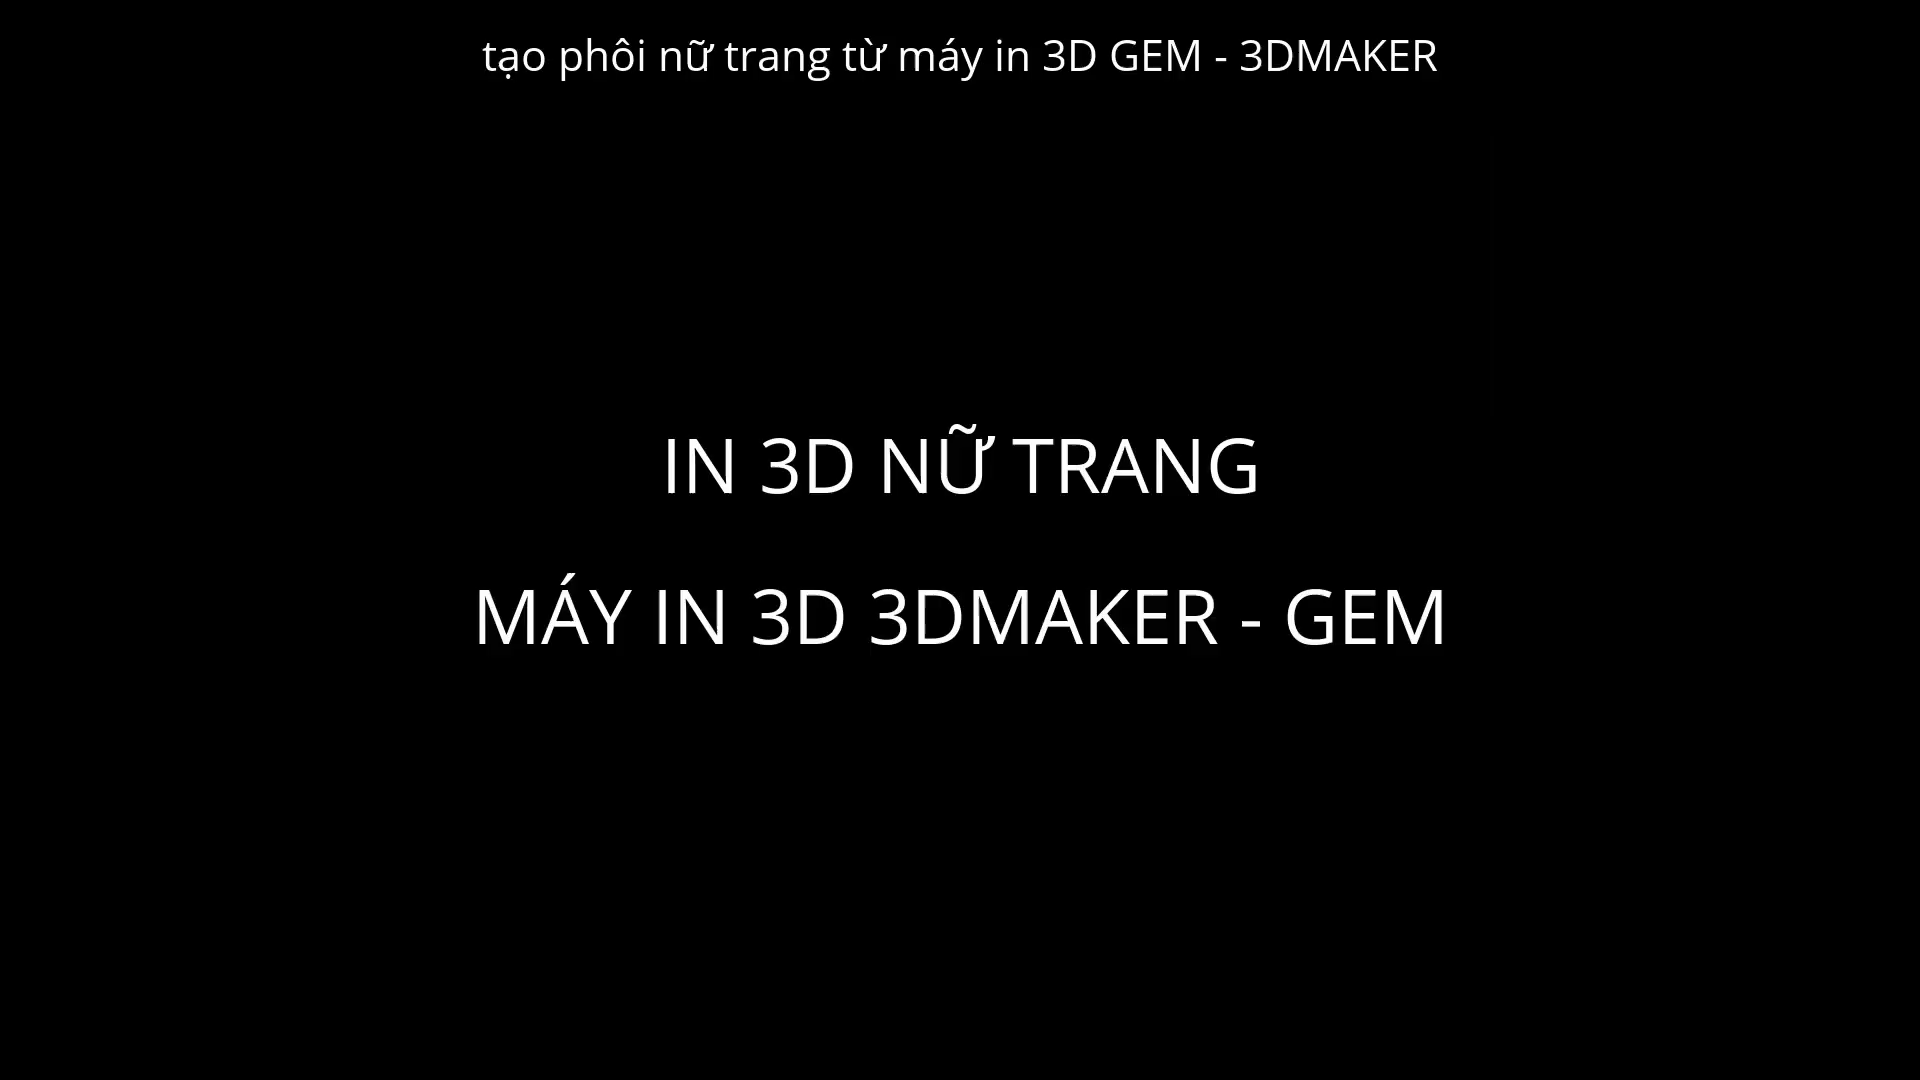 tạo phôi nữ trang từ máy in 3D GEM - 3DMAKER
IN 3D NỮ TRANG
MÁY IN 3D 3DMAKER - GEM